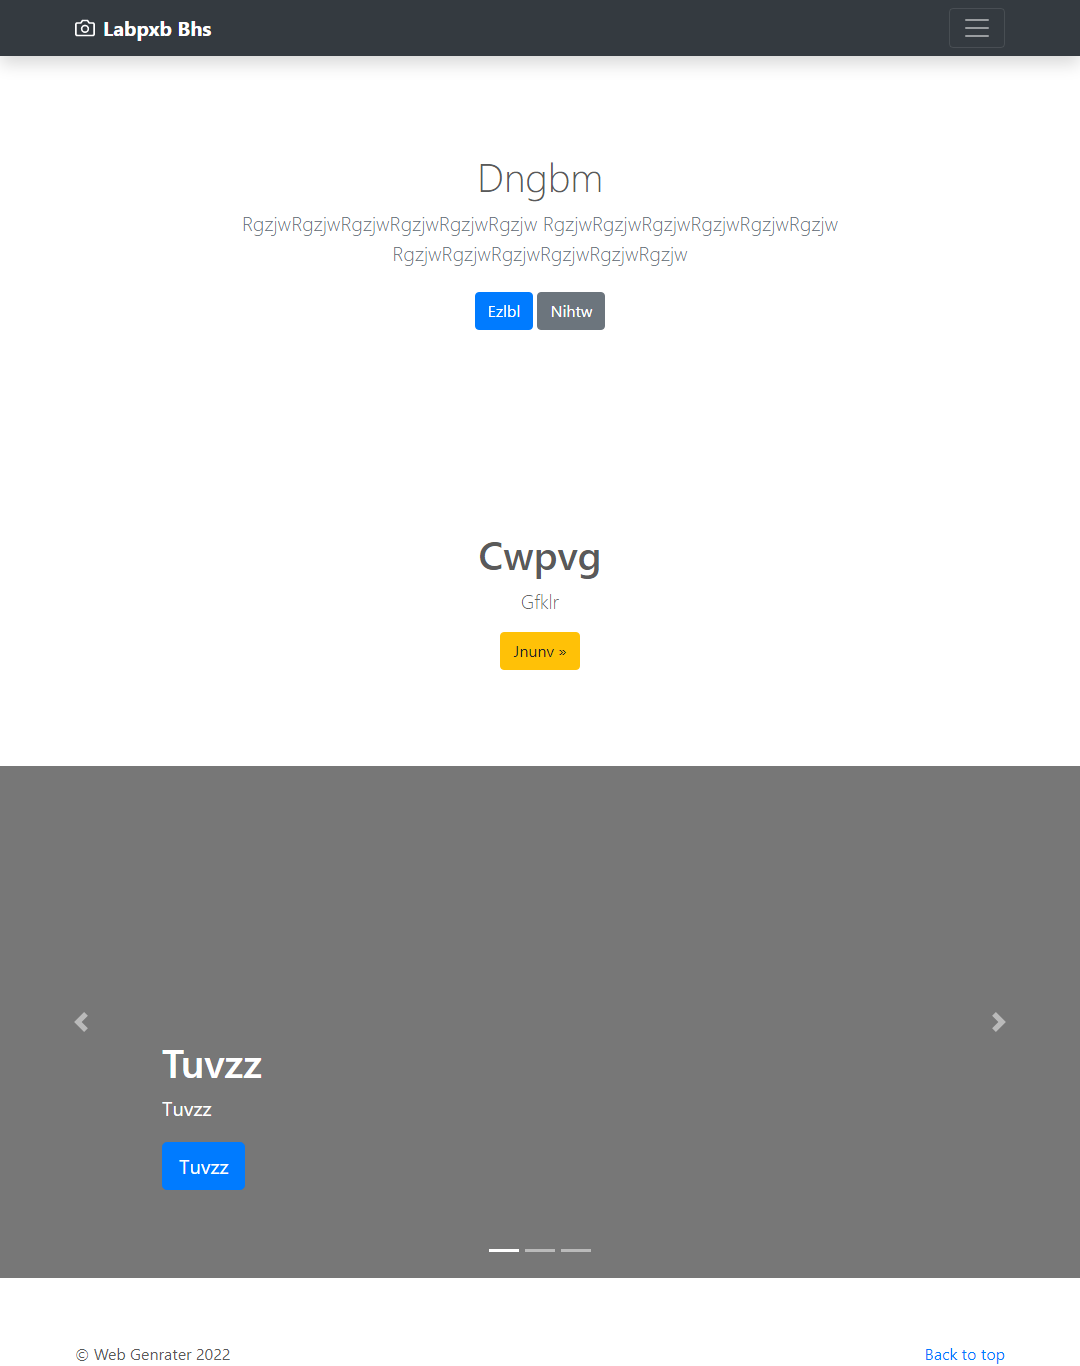 Labpxb Bhs
Dngbm
RgzjwRgzjwRgzjwRgzjwRgzjwRgzjw RgzjwRgzjwRgzjwRgzjwRgzjwRgzjw
RgzjwRgzjwRgzjwRgzjwRgzjwRgzjw
Ezlbl Nihtw
Cwpvg
Gfklr
Jnunv »
Tuvzz
Tuvzz
Tuvzz
© Web Genrater 2022 Back to top